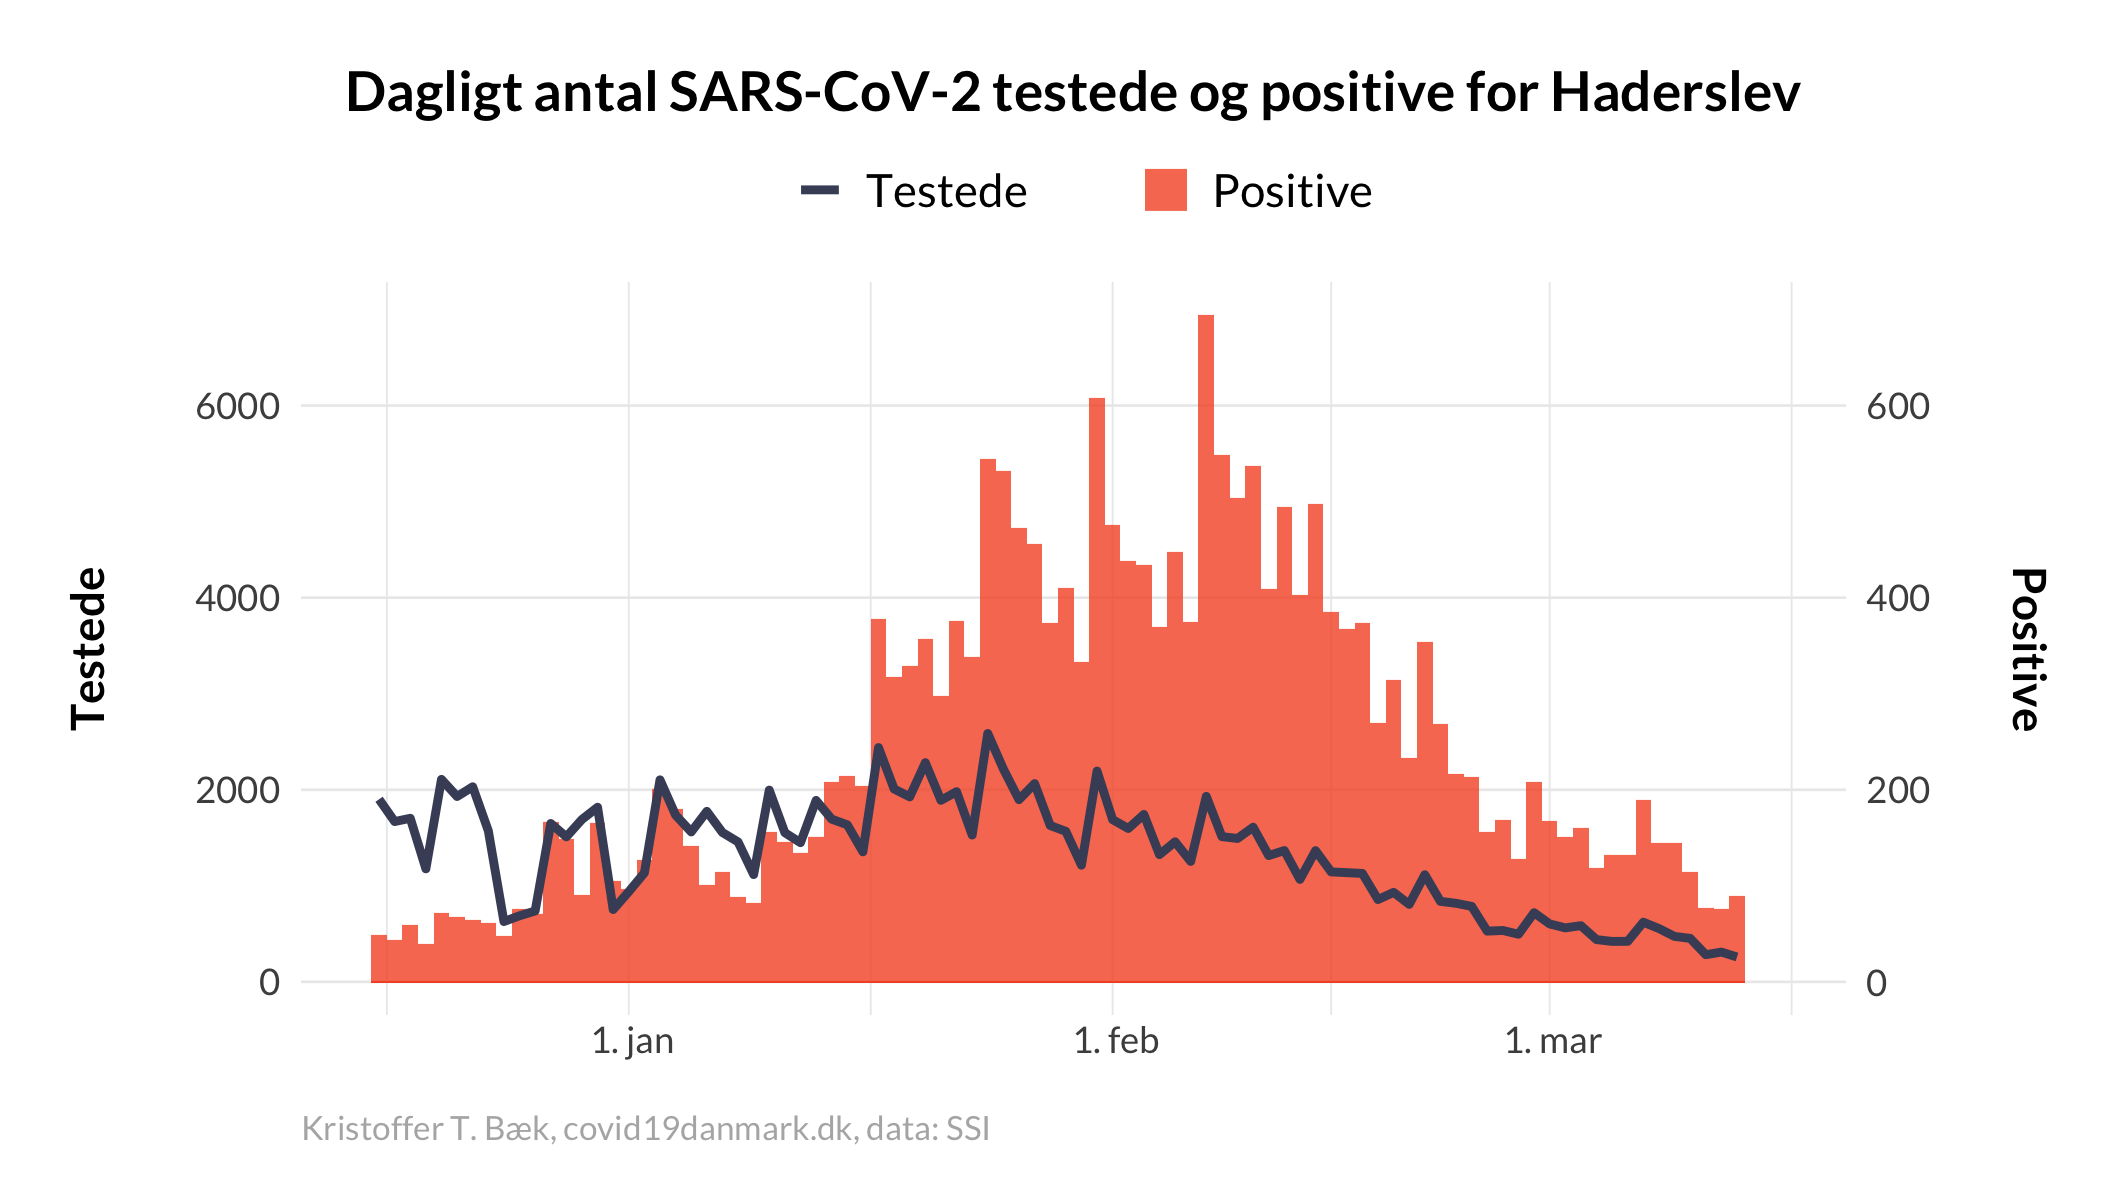 Dagligt antal SARS-CoV-2 testede og positive for Haderslev
Testede
Positive
Testede
6000
4000
2000
0
600
400
200
0
Positive
1. jan
1. feb
1. mar
Kristoffer T. Bæk, covid19danmark.dk, data: SSI